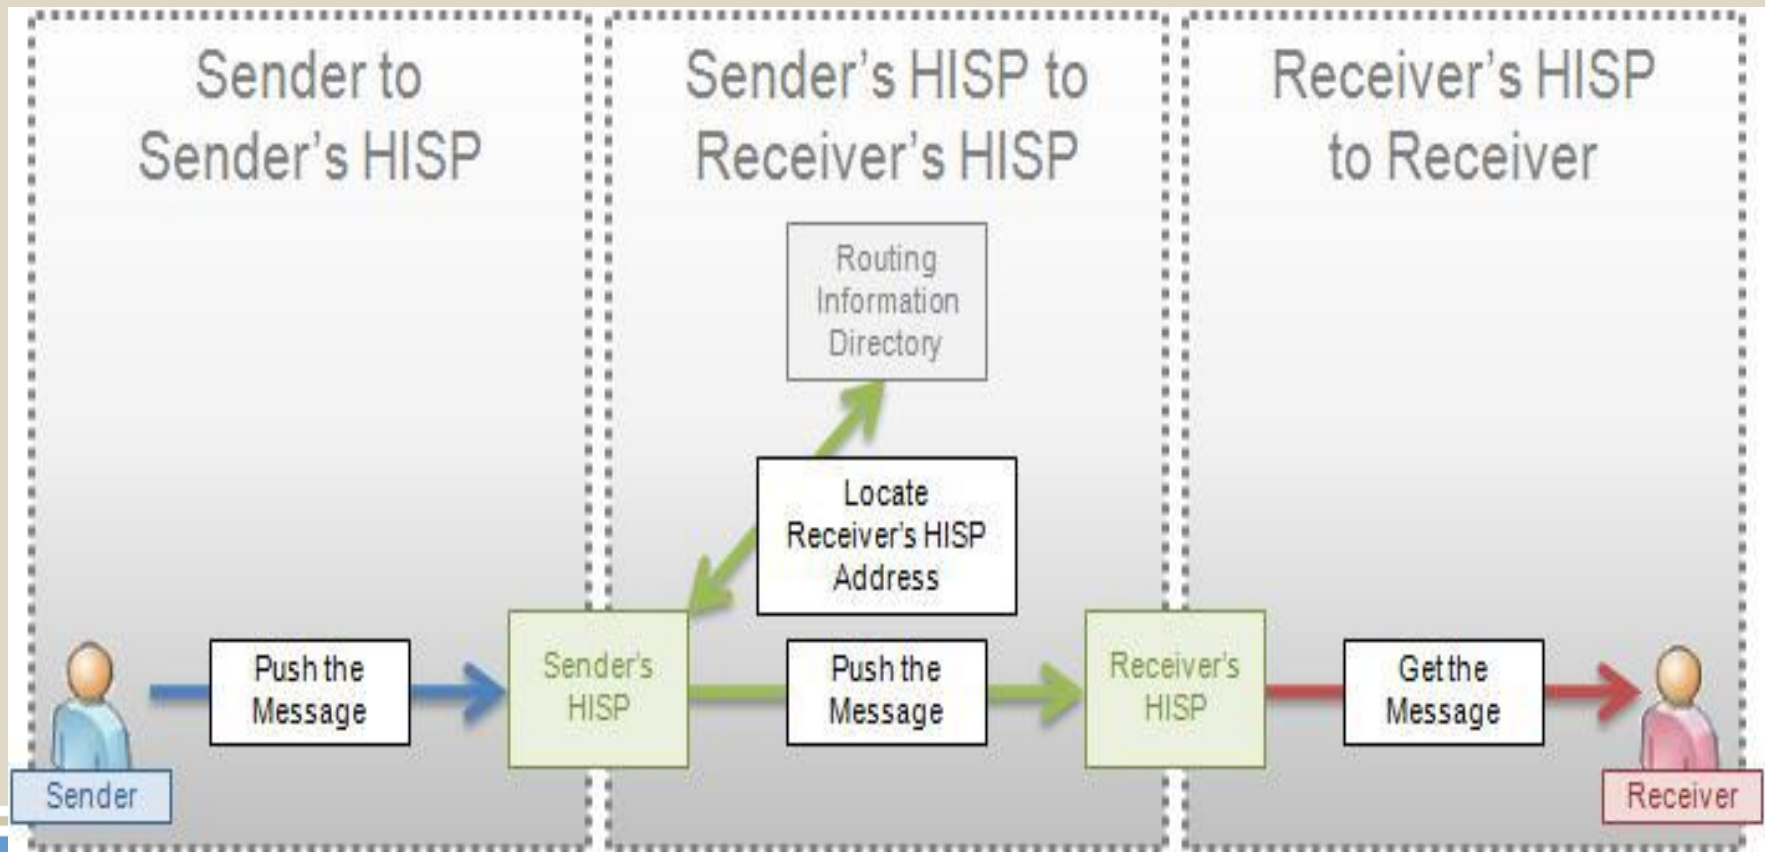 Sender to
Sender's HISP
Sender's HISP to
Receiver's HISP
Receiver's HISP
to Receiver
Routing
Information
Directory
Locate
Receiver's HISP
Address
Push the
Message
Sender's
HISP
Push the
Message
Receiver's
HISP
Get the
Message
Sender
Receiver